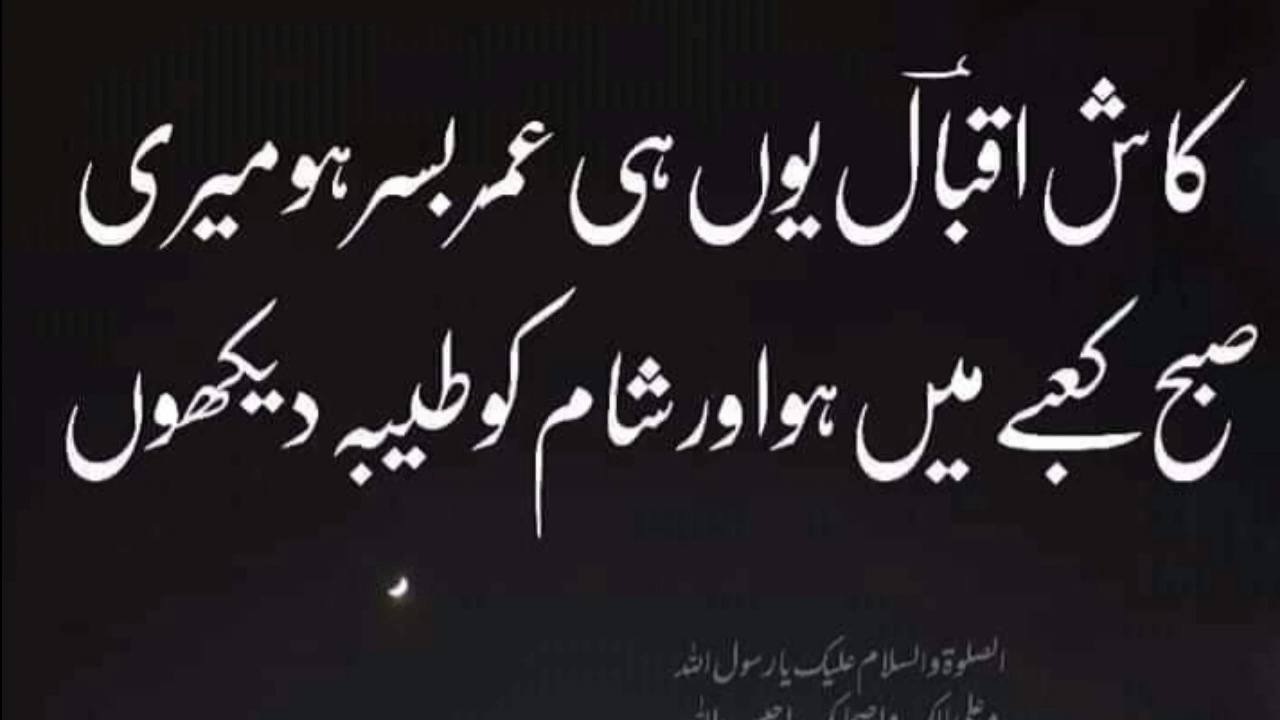 کاش اقبالؔ یوں ہی عمر بسر ہو میری
صبح کعبے میں ہو اور شام کو طیبہ دیکھوں
الصلوۃ والسلام علیک یا رسول اللہ